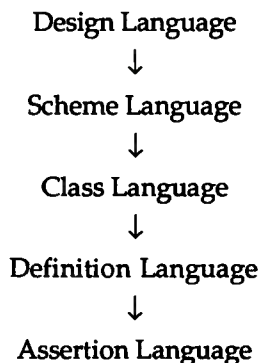 Design Language
↓
Scheme Language
↓
Class Language
↓
Definition Language
↓
Assertion Language